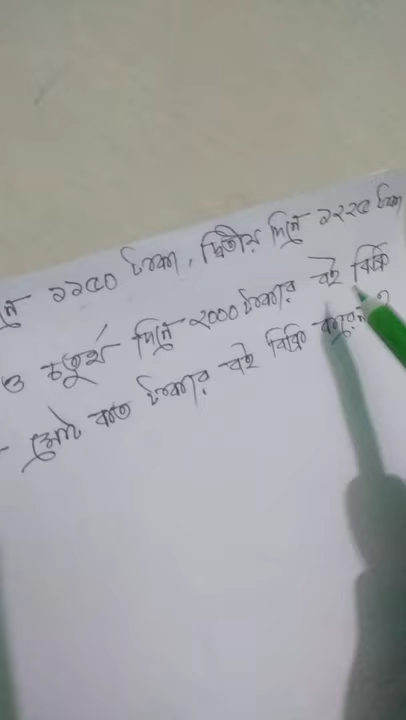 ১১৫০ টাকা, দ্বিতীয় দিনে ১২২৫ টাকা
ও চতুর্থ দিনে ২০০০ টাকার বই বিক্রি
মোট কত টাকার বই বিক্রি করেন ?